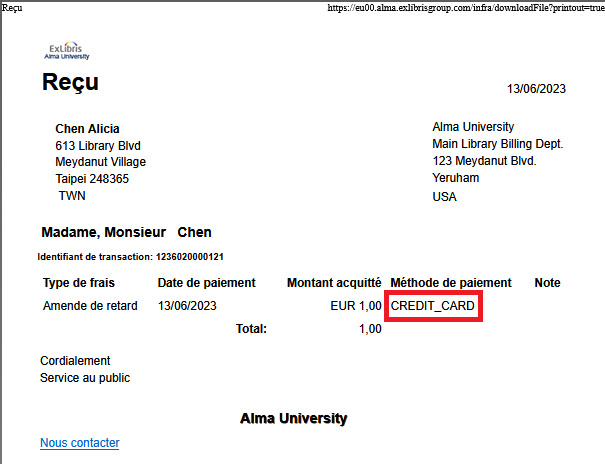 Reçu
https://eu00.alma.exlibrisgroup.com/infra/downloadFile?printout=true
ExLibris
Alma University
Reçu
13/06/2023
Chen Alicia
613 Library Blvd
Meydanut Village
Taipei 248365
TWN
Alma University
Main Library Billing Dept.
123 Meydanut Blvd.
Yeruham
USA
Madame, Monsieur Chen
Identifiant de transaction: 1236020000121
Type de frais Date de paiement Montant acquitté Méthode de paiement Note
Amende de retard 13/06/2023 EUR 1,00 CREDIT_CARD
Total: 1,00
Cordialement
Service au public
Alma University
Nous contacter